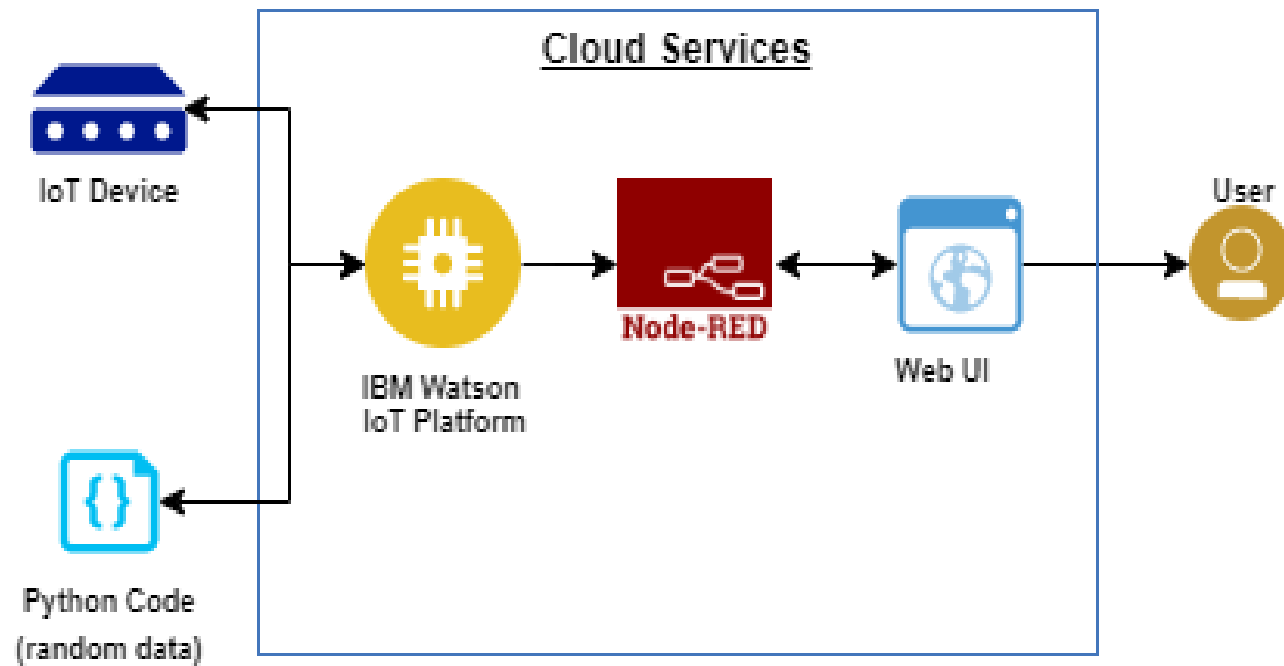 Cloud Services
IoT Device
User
Node-RED
Web UI
IBM Watson
IoT Platform
{}
Python Code
(random data)